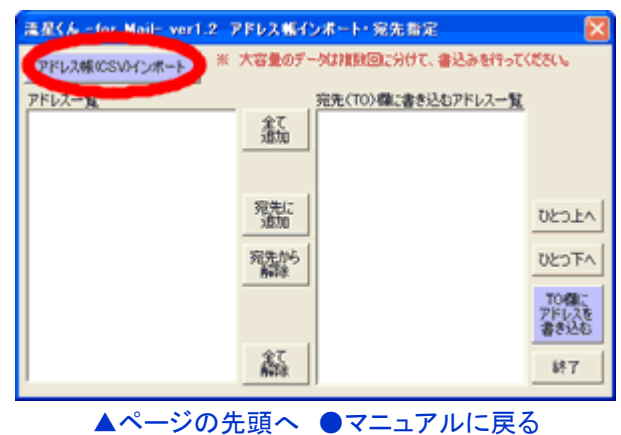 流星くん -for Mail- ver1.2 アドレス帳インポート・宛先指定
アドレス帳(CSV)インポート
※ 大容量のデータは複数回に分けて、書込みを行ってください。
アドレス一覧
宛先(TO)欄に書き込むアドレス一覧
全て
追加
宛先に
追加
宛先から
解除
全て
解除
ひとつ上へ
ひとつ下へ
TO欄に
アドレスを
書き込む
終了
▲ページの先頭へ ●マニュアルに戻る